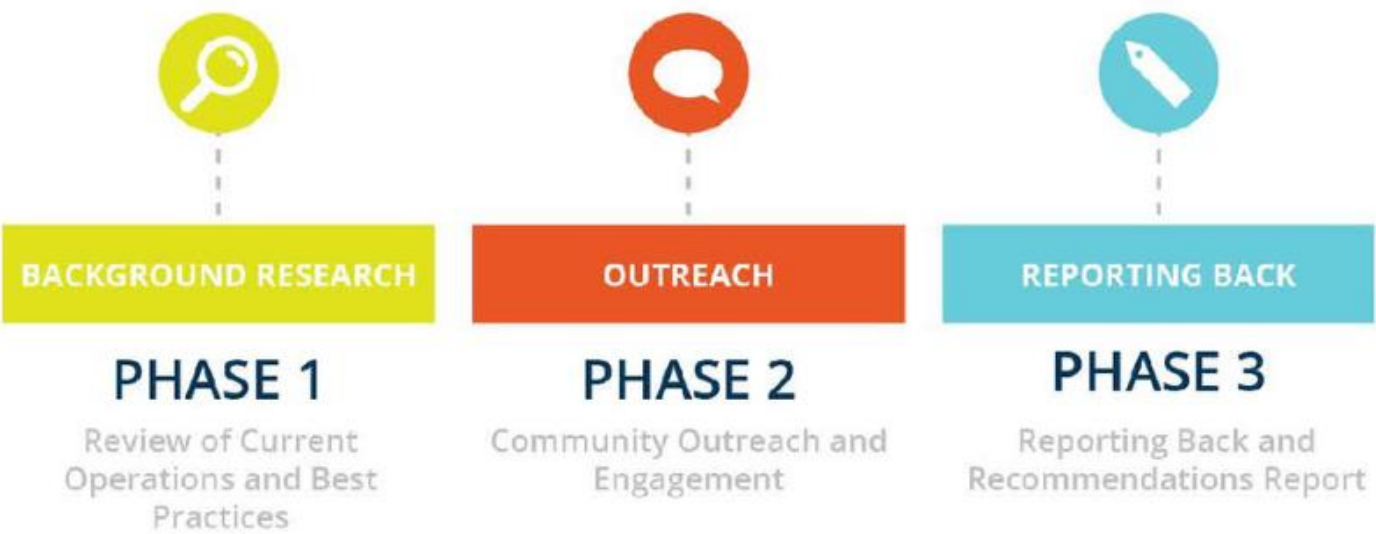 BACKGROUND RESEARCH
PHASE 1
Review of Current
Operations and Best
Practices
OUTREACH
PHASE 2
Community Outreach and
Engagement
REPORTING BACK
PHASE 3
Reporting Back and
Recommendations Report